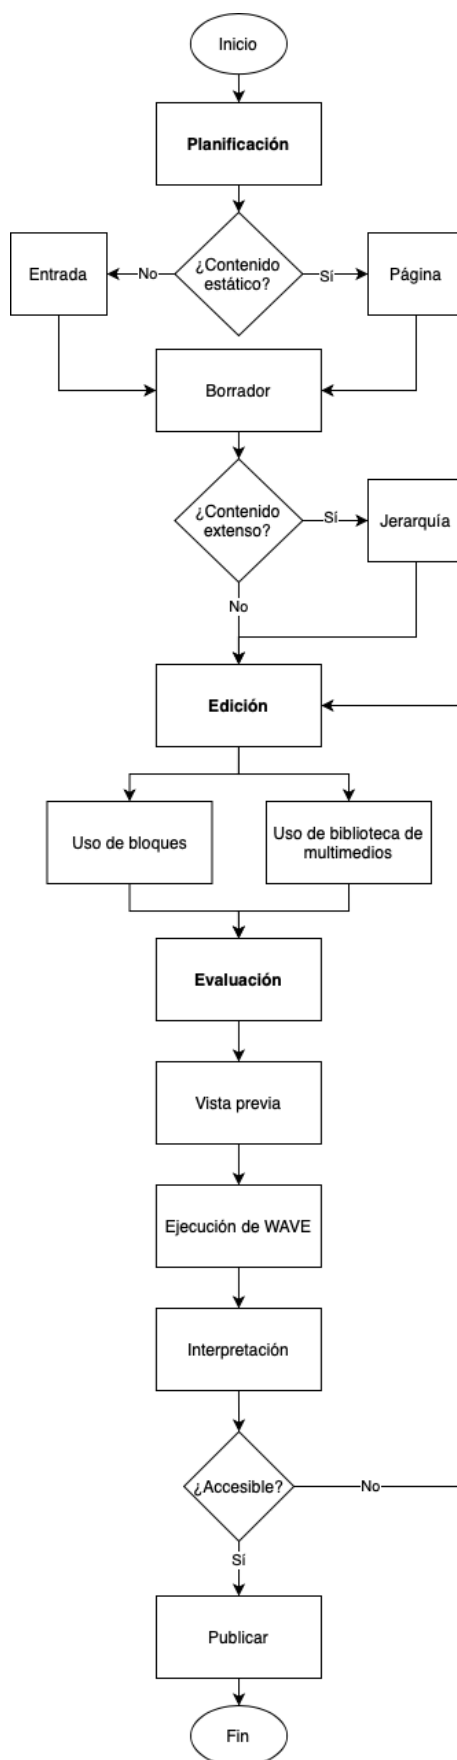 Inicio
Planificación
¿Contenido
estático?
No
Sí
Entrada
Página
Borrador
¿Contenido
extenso?
Sí
Jerarquía
No
Edición
Uso de bloques
Uso de biblioteca de
multimedios
Evaluación
Vista previa
Ejecución de WAVE
Interpretación
¿Accesible?
No
Sí
Publicar
Fin